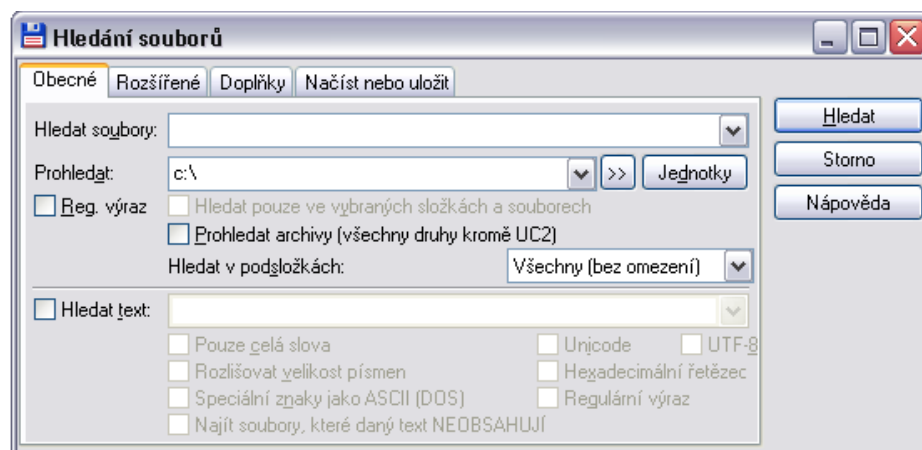 Hledání souborů
Obecné Rozšířené Doplňky Načíst nebo uložit
Hledat soubory:
Hledat
Prohledat: c:\ >> Jednotky
Storno
Reg. výraz Hledat pouze ve vybraných složkách a souborech
Nápověda
Prohledat archivy (všechny druhy kromě UC2)
Hledat v podsložkách: Všechny (bez omezení)
Hledat text:
Pouze celá slova Unicode UTF-8
Rozlišovat velikost písmen Hexadecimální řetězec
Speciální znaky jako ASCII (DOS) Regulární výraz
Najít soubory, které daný text NEOBSAHUJÍ